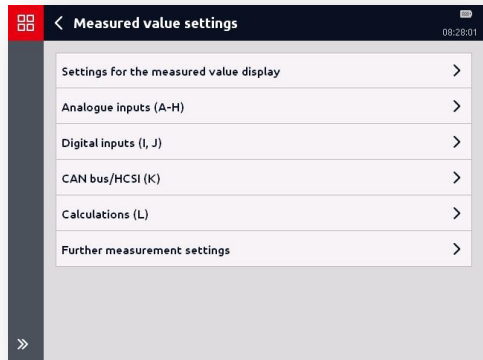 Measured value settings
08:28:01
Settings for the measured value display
Analogue inputs (A-H)
Digital inputs (I, J)
CAN bus/HCSI (K)
Calculations (L)
Further measurement settings